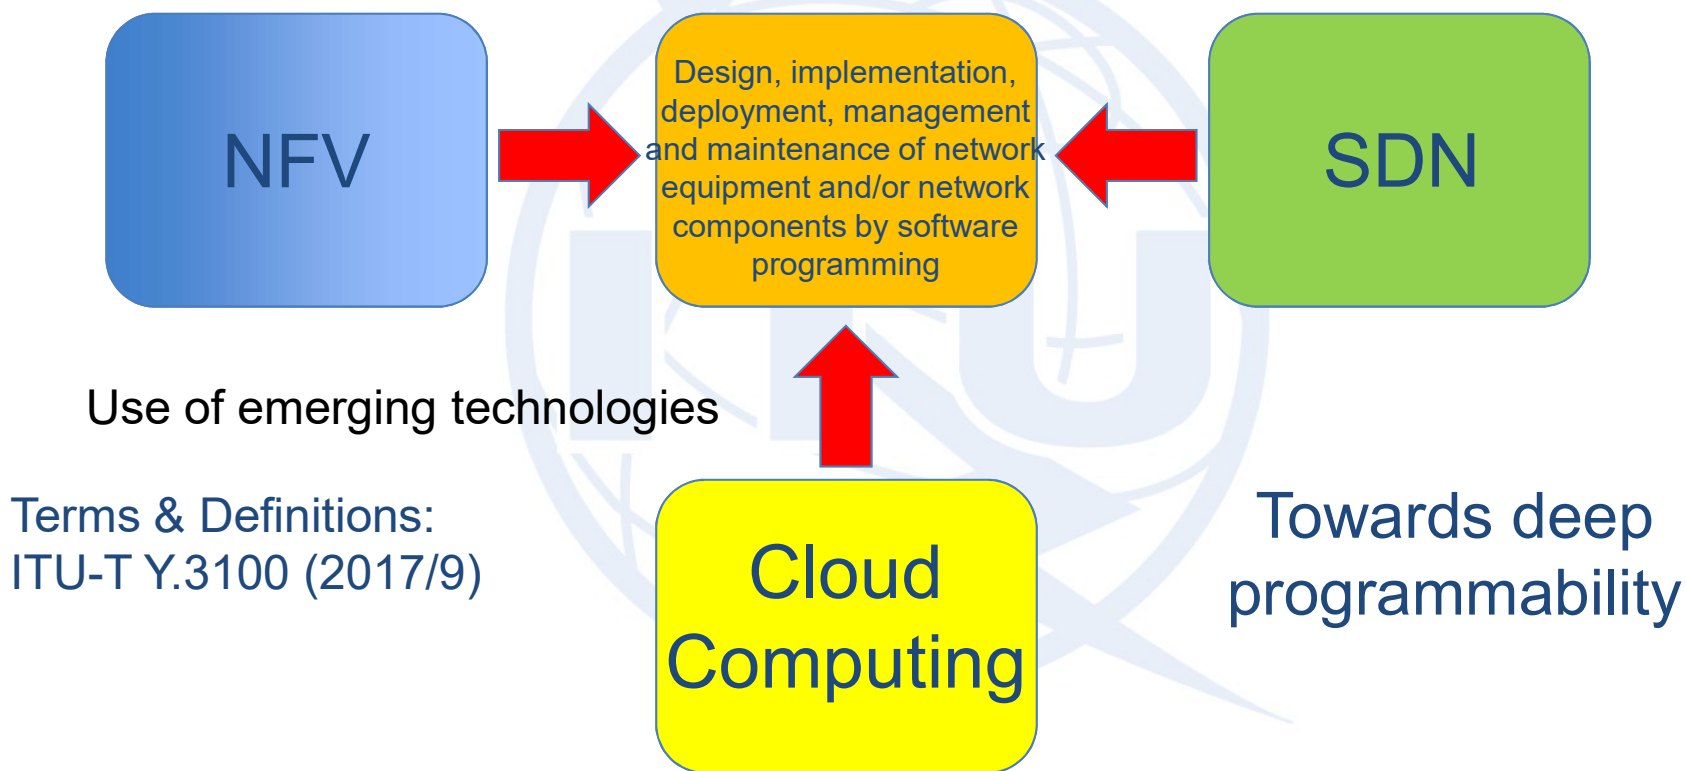 NFV
Design, implementation,
deployment, management
and maintenance of network
equipment and/or network
components by software
programming
SDN
Use of emerging technologies
Terms & Definitions:
ITU-T Y.3100 (2017/9)
Cloud
Computing
Towards deep
programmability
ITU